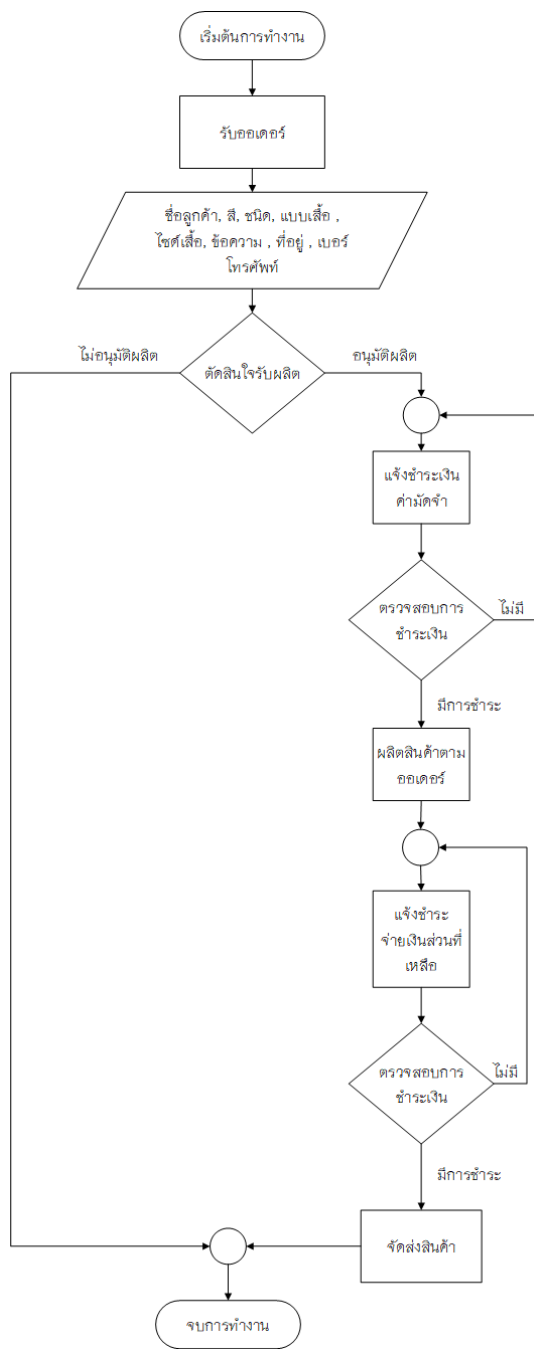 เริ่มต้นการทำงาน
รับออเดอร์
ชื่อลูกค้า, สี, ชนิด, แบบเสื้อ ,
ไซต์เสื้อ, ข้อความ , ที่อยู่ , เบอร์
โทรศัพท์
ไม่อนุมัติผลิต
ตัดสินใจรับผลิต
อนุมัติผลิต
แจ้งชำระเงิน
ค่ามัดจำ
ตรวจสอบการ
ชำระเงิน
ไม่มี
มีการชำระ
ผลิตสินค้าตาม
ออเดอร์
แจ้งชำระ
จ่ายเงินส่วนที่
เหลือ
ตรวจสอบการ
ชำระเงิน
ไม่มี
มีการชำระ
จัดส่งสินค้า
จบการทำงาน